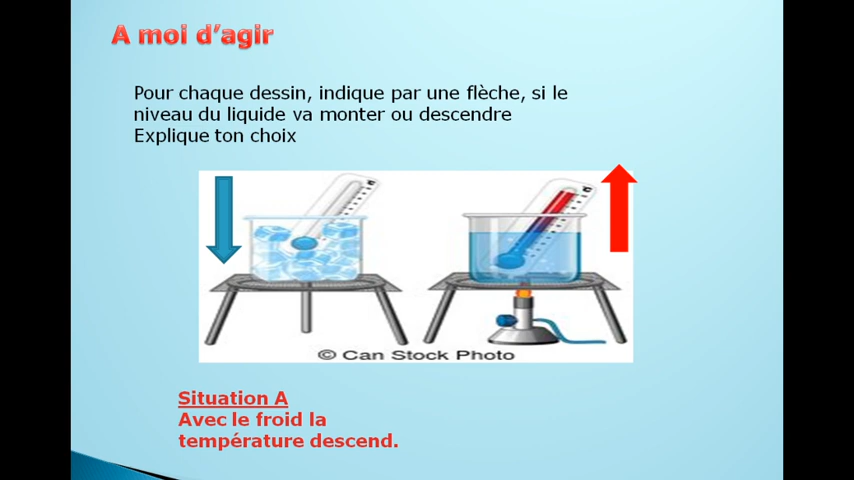 A moi d'agir
Pour chaque dessin, indique par une flèche, si le
niveau du liquide va monter ou descendre
Explique ton choix
© Can Stock Photo
Situation A
Avec le froid la
température descend.